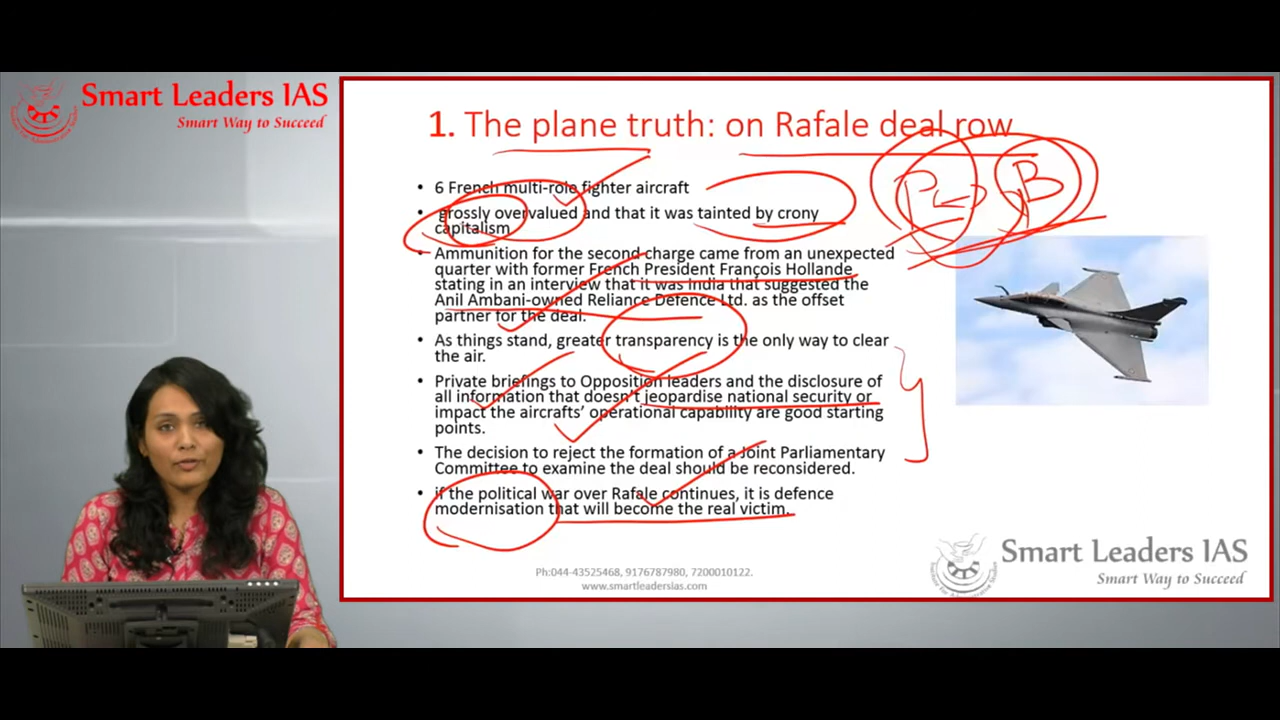 Smart Leaders IAS
Smart Way to Succeed
1. The plane truth: on Rafale deal row
• 6 French multi-role fighter aircraft
• grossly overvalued and that it was tainted by crony
capitalism
• Ammunition for the second charge came from an unexpected
quarter with former French President François Hollande
stating in an interview that it was India that suggested the
Anil Ambani-owned Reliance Defence Ltd. as the offset
partner for the deal.
• As things stand, greater transparency is the only way to clear
the air.
• Private briefings to Opposition leaders and the disclosure of
all information that doesn't jeopardise national security or
impact the aircrafts' operational capability are good starting
points.
• The decision to reject the formation of a Joint Parliamentary
Committee to examine the deal should be reconsidered.
• if the political war over Rafale continues, it is defence
modernisation that will become the real victim.
B
Smart Leaders IAS
Smart Way to Succeed
Ph:044-43525468, 9176787980, 7200010122.
www.smartleadersias.com